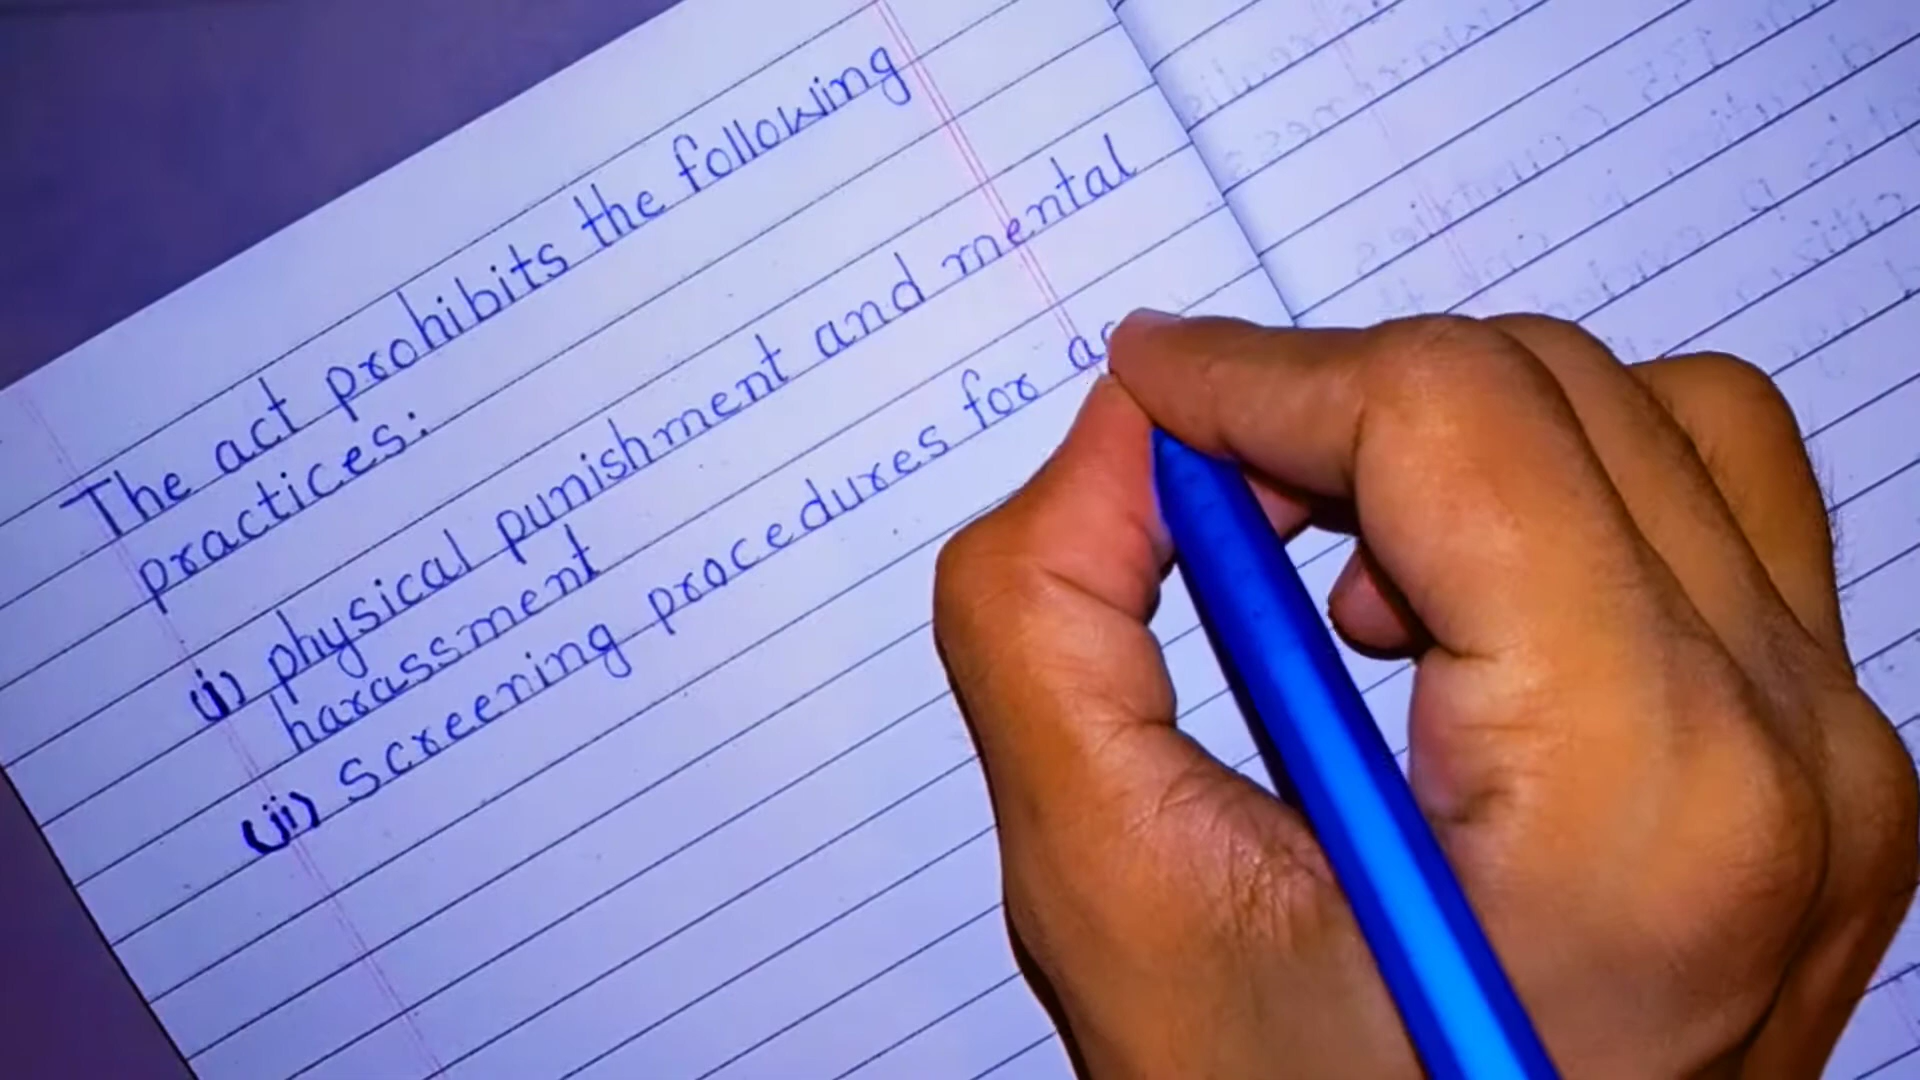 The act prohibits the following
practices:
(i) physical punishment and mental
harassment
(ii) Screening procedures for